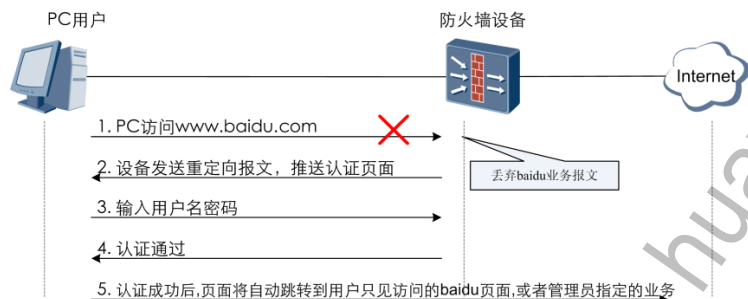 PC用户
防火墙设备
Internet
1. PC访问www.baidu.com
丢弃baidu业务报文
2. 设备发送重定向报文，推送认证页面
3. 输入用户名密码
4. 认证通过
5. 认证成功后,页面将自动跳转到用户只见访问的baidu页面,或者管理员指定的业务
hua